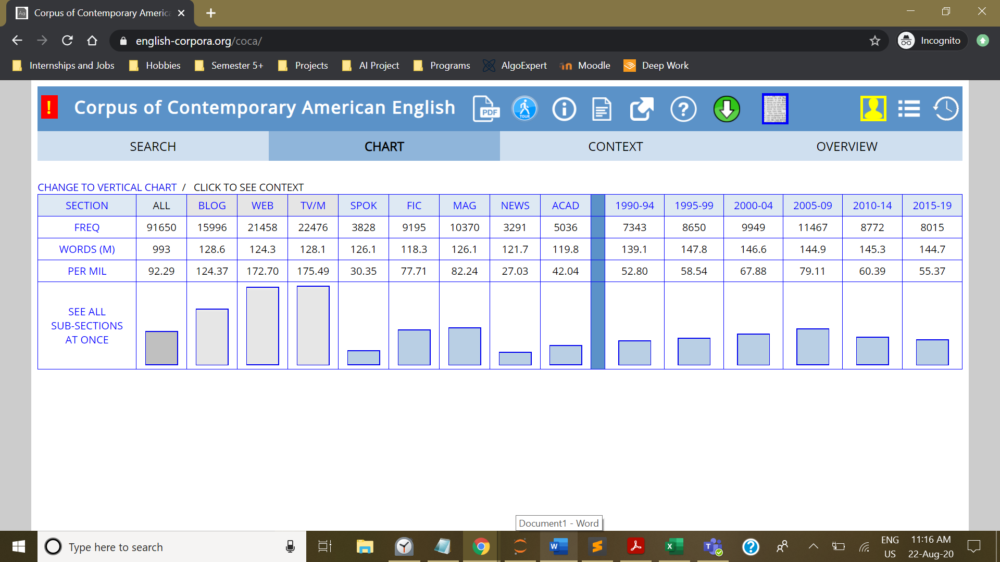 Corpus of Contemporary Americ
english-corpora.org/coca/
Incognito
Internships and Jobs Hobbies Semester 5+ Projects AI Project Programs AlgoExpert Moodle Deep Work
! Corpus of Contemporary American English PDF TOUR
SEARCH CHART CONTEXT OVERVIEW
CHANGE TO VERTICAL CHART / CLICK TO SEE CONTEXT
SECTION ALL BLOG WEB TV/M SPOK FIC MAG NEWS ACAD 1990-94 1995-99 2000-04 2005-09 2010-14 2015-19
FREQ 91650 15996 21458 22476 3828 9195 10370 3291 5036 7343 8650 9949 11467 8772 8015
WORDS (M) 993 128.6 124.3 128.1 126.1 118.3 126.1 121.7 119.8 139.1 147.8 146.6 144.9 145.3 144.7
PER MIL 92.29 124.37 172.70 175.49 30.35 77.71 82.24 27.03 42.04 52.80 58.54 67.88 79.11 60.39 55.37
SEE ALL
SUB-SECTIONS
AT ONCE
Document1 - Word
Type here to search
ENG
US
11:16 AM
22-Aug-20